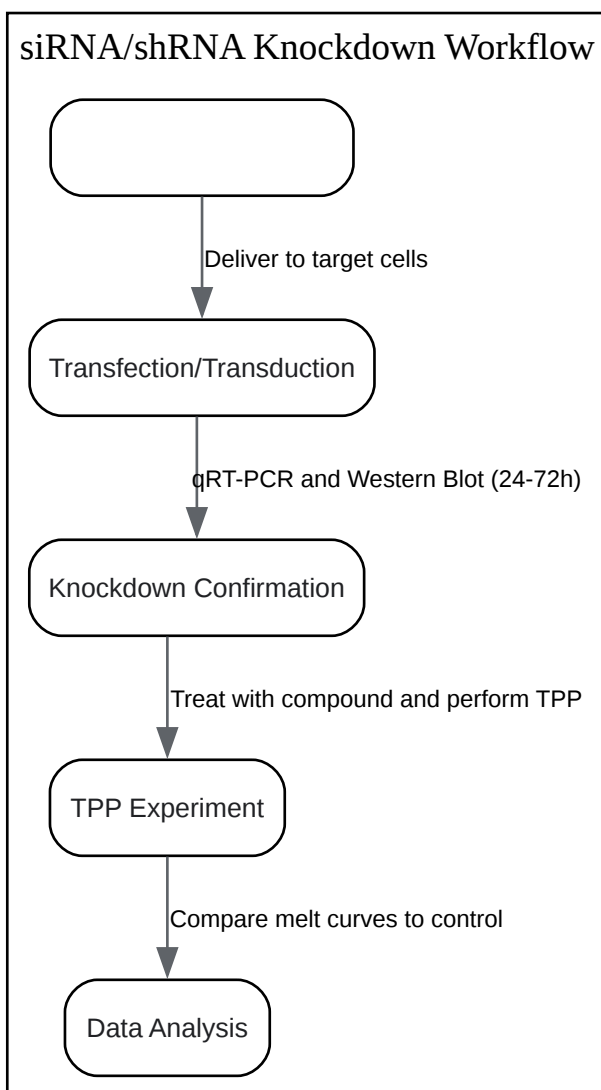 siRNA/shRNA Knockdown Workflow
Deliver to target cells
Transfection/Transduction
qRT-PCR and Western Blot (24-72h)
Knockdown Confirmation
Treat with compound and perform TPP
TPP Experiment
Compare melt curves to control
Data Analysis